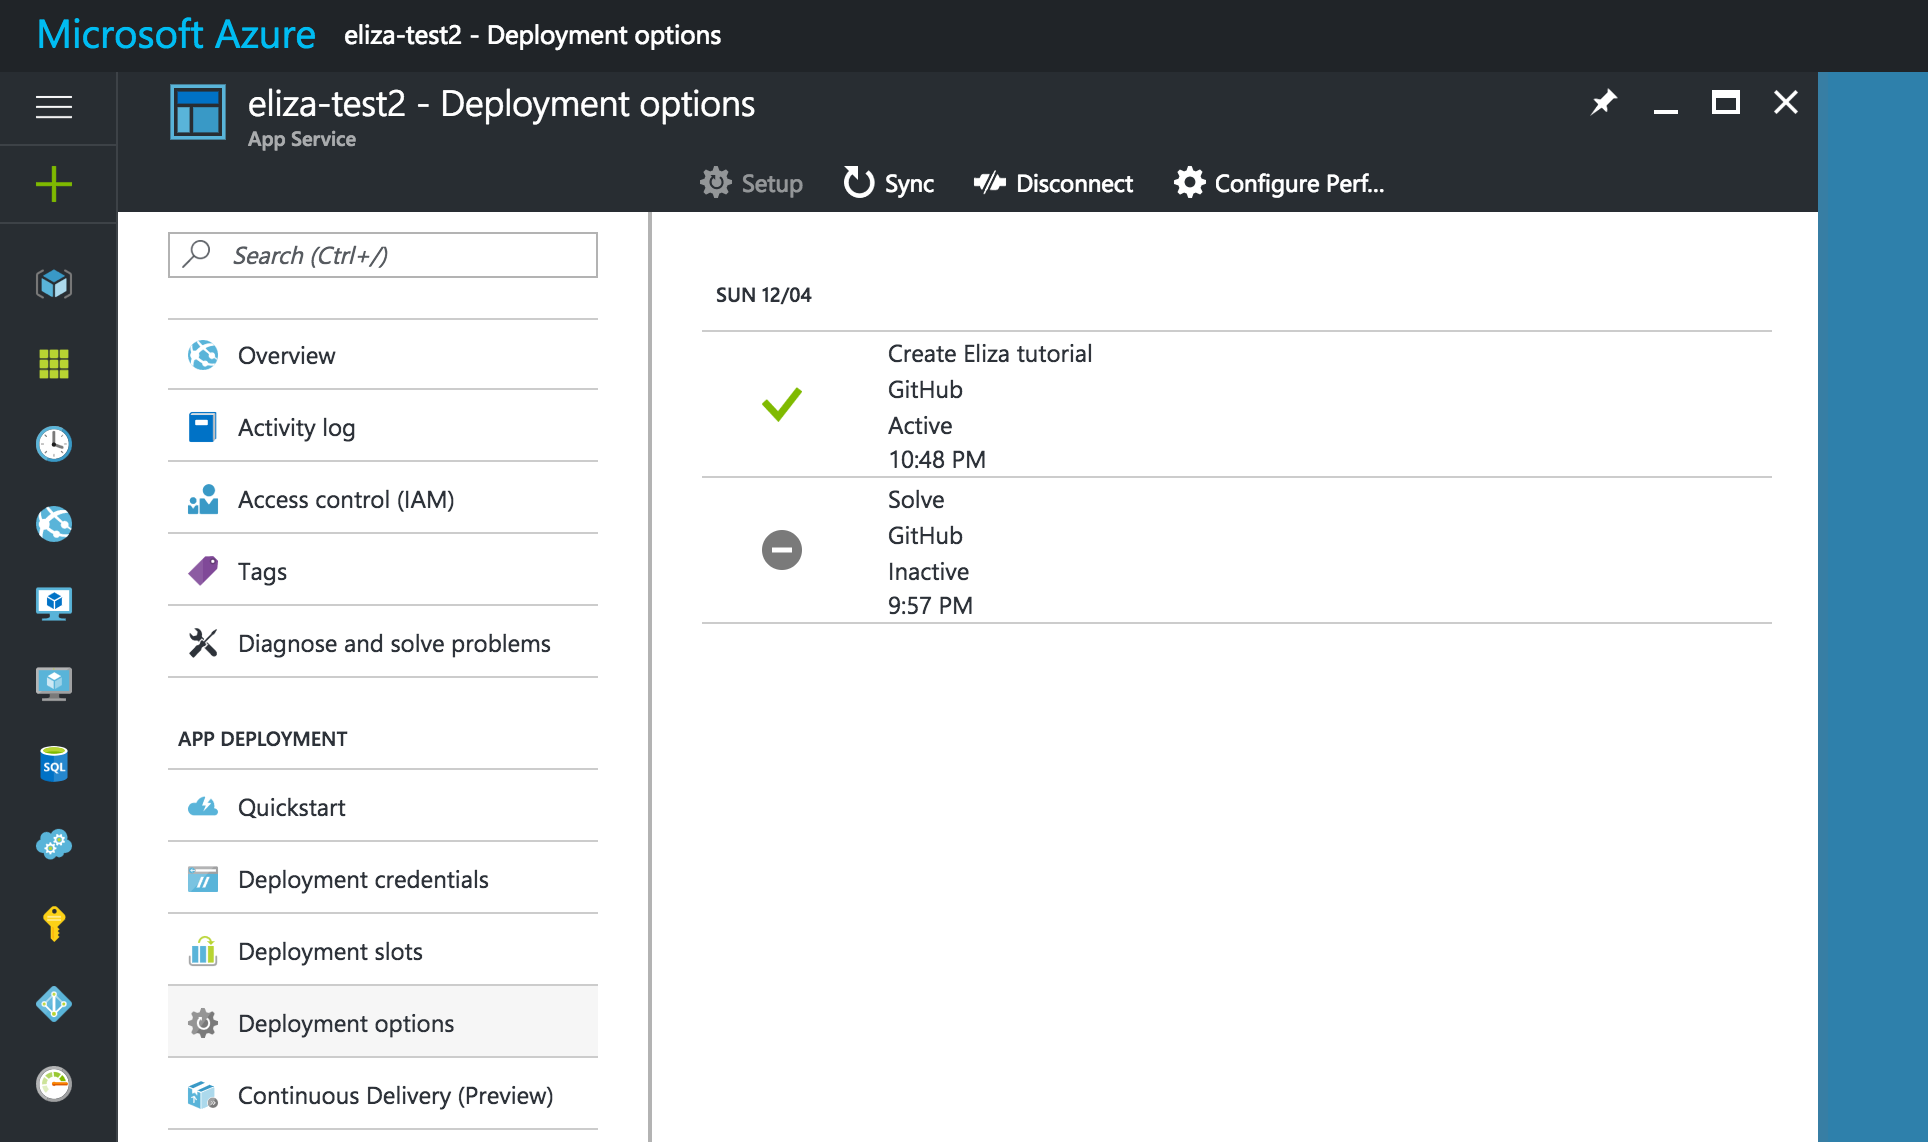 Microsoft Azure eliza-test2 - Deployment options
eliza-test2 - Deployment options
App Service
Setup Sync Disconnect Configure Perf...
Search (Ctrl+/)
Overview
Activity log
Access control (IAM)
Tags
Diagnose and solve problems
APP DEPLOYMENT
Quickstart
Deployment credentials
Deployment slots
Deployment options
Continuous Delivery (Preview)
SUN 12/04
Create Eliza tutorial
GitHub
Active
10:48 PM
Solve
GitHub
Inactive
9:57 PM
SQL